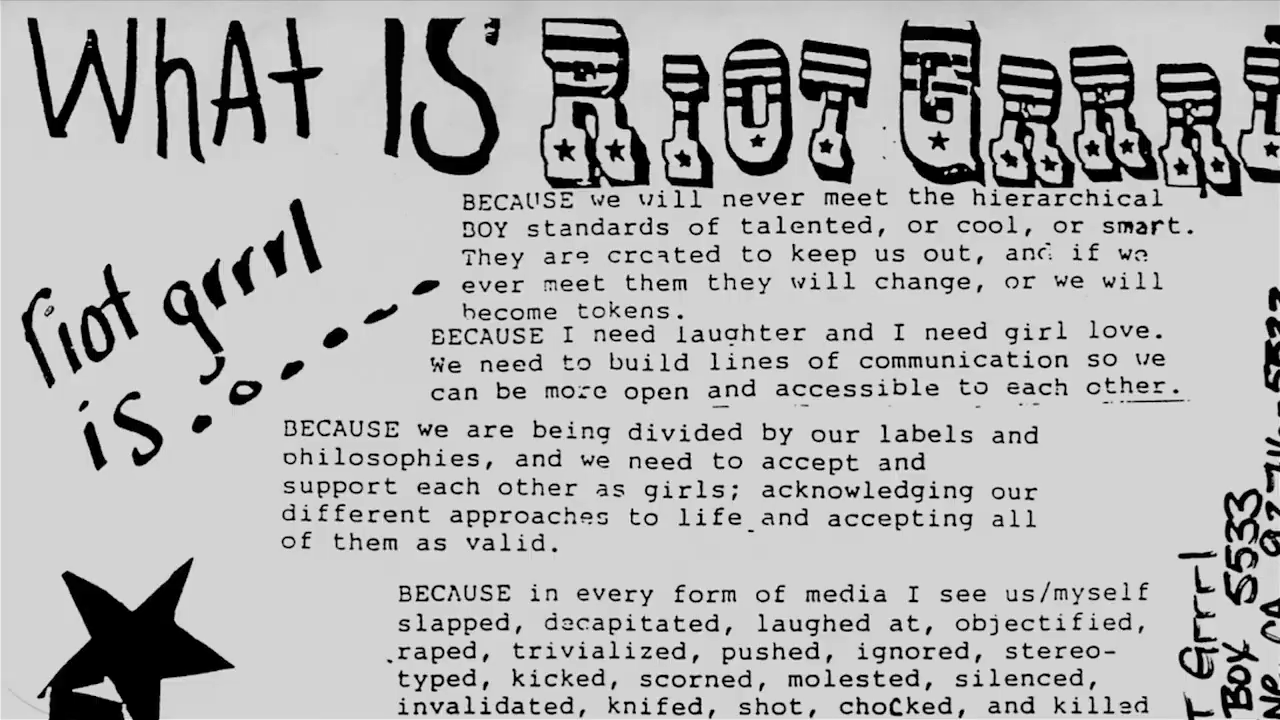 WhAt IS RIOT GRRRL
BECAUSE we will never meet the hierarchical
BOY standards of talented, or cool, or smart.
They are created to keep us out, and if we
ever meet them they will change, or we will
become tokens.
riot grrrl
is
BECAUSE I need laughter and I need girl love.
We need to build lines of communication so we
can be more open and accessible to each other.
BECAUSE we are being divided by our labels and
philosophies, and we need to accept and
support each other as girls; acknowledging our
different approaches to life and accepting all
of them as valid.
BECAUSE in every form of media I see us/myself
slapped, decapitated, laughed at, objectified,
raped, trivialized, pushed, ignored, stereo-
typed, kicked, scorned, molested, silenced,
invalidated, knifed, shot, chocked, and killed
Grrrl
BOX 5533